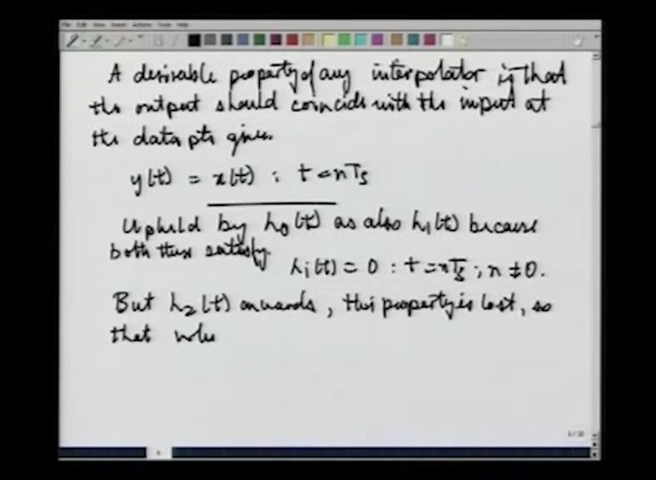 A desirable property of any interpolator is that
the output should coincide with the input at
the data pts given.
y(t) = x(t) : t = nTs
Upheld by h0(t) as also h1(t) because
both these satisfy
hi(t) = 0 : t = nTs ; n ≠ 0.
But h2(t) onwards, this property is lost, so
that whe